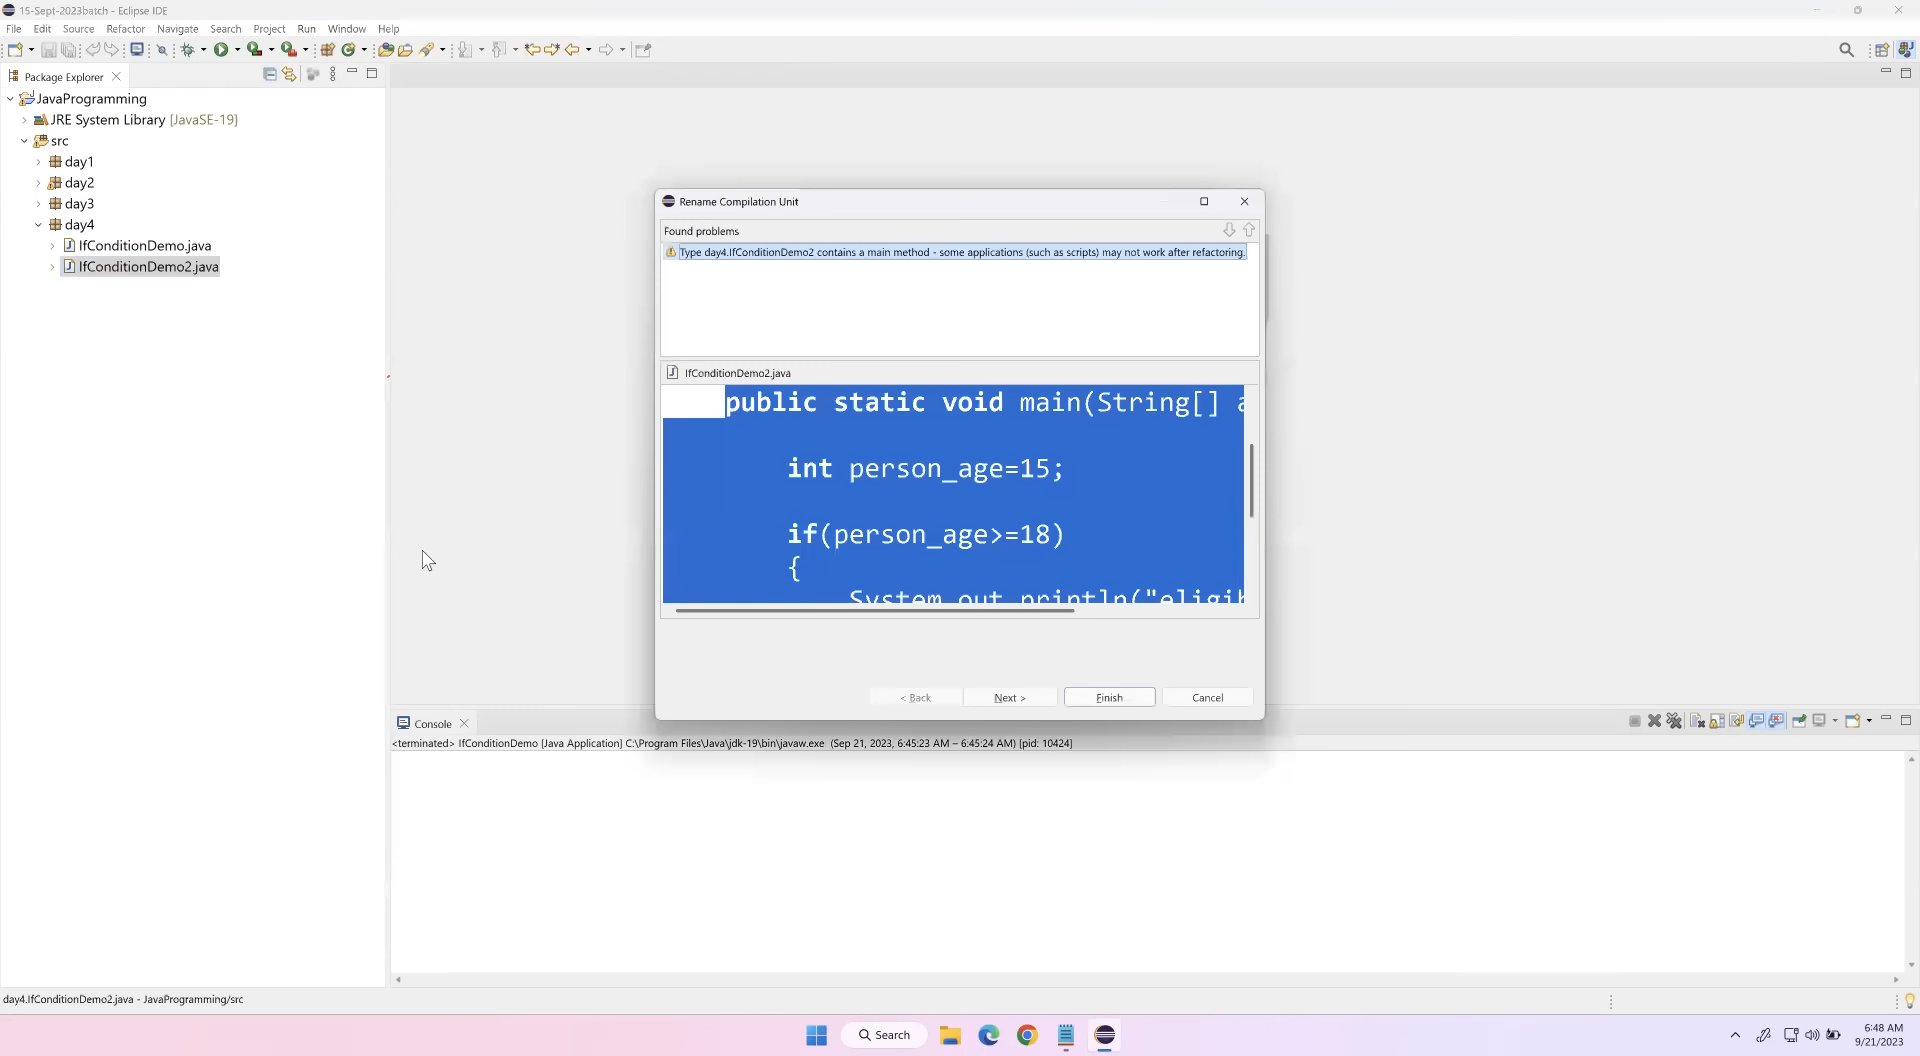 15-Sept-2023batch - Eclipse IDE
File Edit Source Refactor Navigate Search Project Run Window Help
Package Explorer
JavaProgramming
JRE System Library [JavaSE-19]
src
day1
day2
day3
day4
IfConditionDemo.java
IfConditionDemo2.java
Rename Compilation Unit
Found problems
Type day4.IfConditionDemo2 contains a main method - some applications (such as scripts) may not work after refactoring.
IfConditionDemo2.java
public static void main(String[] a
int person_age=15;
if(person_age>=18)
{
System.out.println("eligib
< Back Next > Finish Cancel
Console
<terminated> IfConditionDemo [Java Application] C:\Program Files\Java\jdk-19\bin\javaw.exe (Sep 21, 2023, 6:45:23 AM – 6:45:24 AM) [pid: 10424]
day4.IfConditionDemo2.java - JavaProgramming/src
Search
6:48 AM
9/21/2023